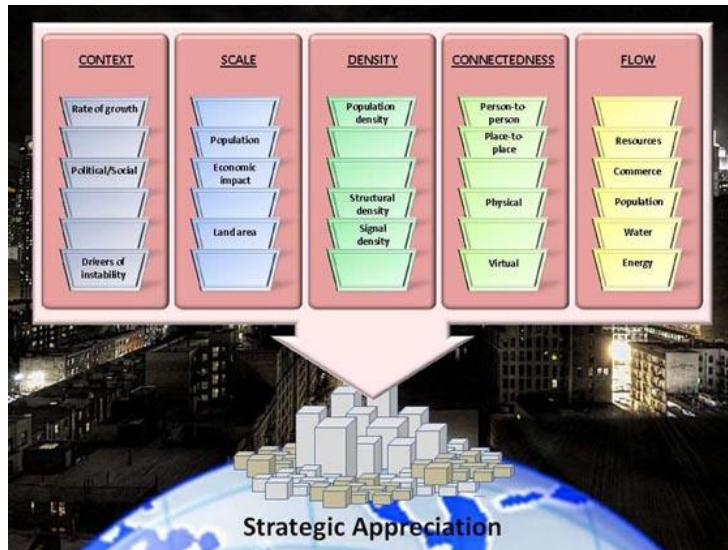 CONTEXT
Rate of growth
Political/Social
Drivers of
instability
SCALE
Population
Economic
impact
Land area
DENSITY
Population
density
Structural
density
Signal
density
CONNECTEDNESS
Person-to-
person
Place-to-
place
Physical
Virtual
FLOW
Resources
Commerce
Population
Water
Energy
Strategic Appreciation